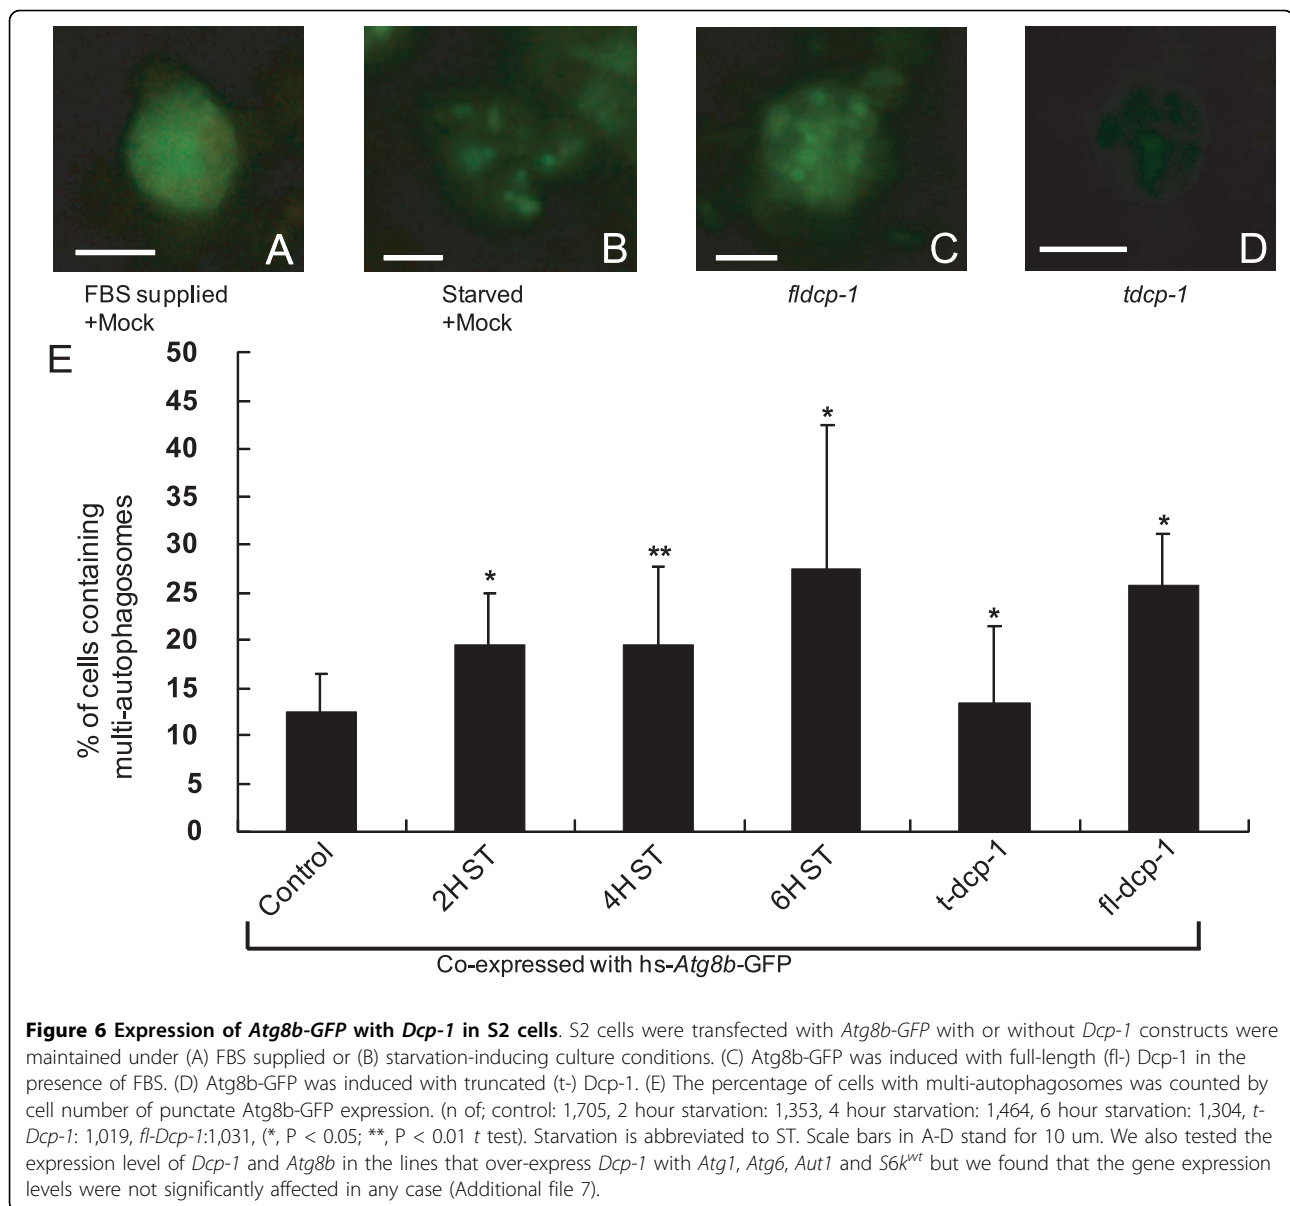 A
B
C
D
FBS supplied
+Mock
Starved
+Mock
fldcp-1
tdcp-1
E
% of cells containing
multi-autophagosomes
50
45
40
35
30
25
20
15
10
5
0
*
**
*
*
*
Control
2H ST
4H ST
6H ST
t-dcp-1
fl-dcp-1
Co-expressed with hs-Atg8b-GFP
Figure 6 Expression of Atg8b-GFP with Dcp-1 in S2 cells. S2 cells were transfected with Atg8b-GFP with or without Dcp-1 constructs were
maintained under (A) FBS supplied or (B) starvation-inducing culture conditions. (C) Atg8b-GFP was induced with full-length (fl-) Dcp-1 in the
presence of FBS. (D) Atg8b-GFP was induced with truncated (t-) Dcp-1. (E) The percentage of cells with multi-autophagosomes was counted by
cell number of punctate Atg8b-GFP expression. (n of; control: 1,705, 2 hour starvation: 1,353, 4 hour starvation: 1,464, 6 hour starvation: 1,304, t-
Dcp-1: 1,019, fl-Dcp-1:1,031, (*, P < 0.05; **, P < 0.01 t test). Starvation is abbreviated to ST. Scale bars in A-D stand for 10 um. We also tested the
expression level of Dcp-1 and Atg8b in the lines that over-express Dcp-1 with Atg1, Atg6, Aut1 and S6kwt but we found that the gene expression
levels were not significantly affected in any case (Additional file 7).